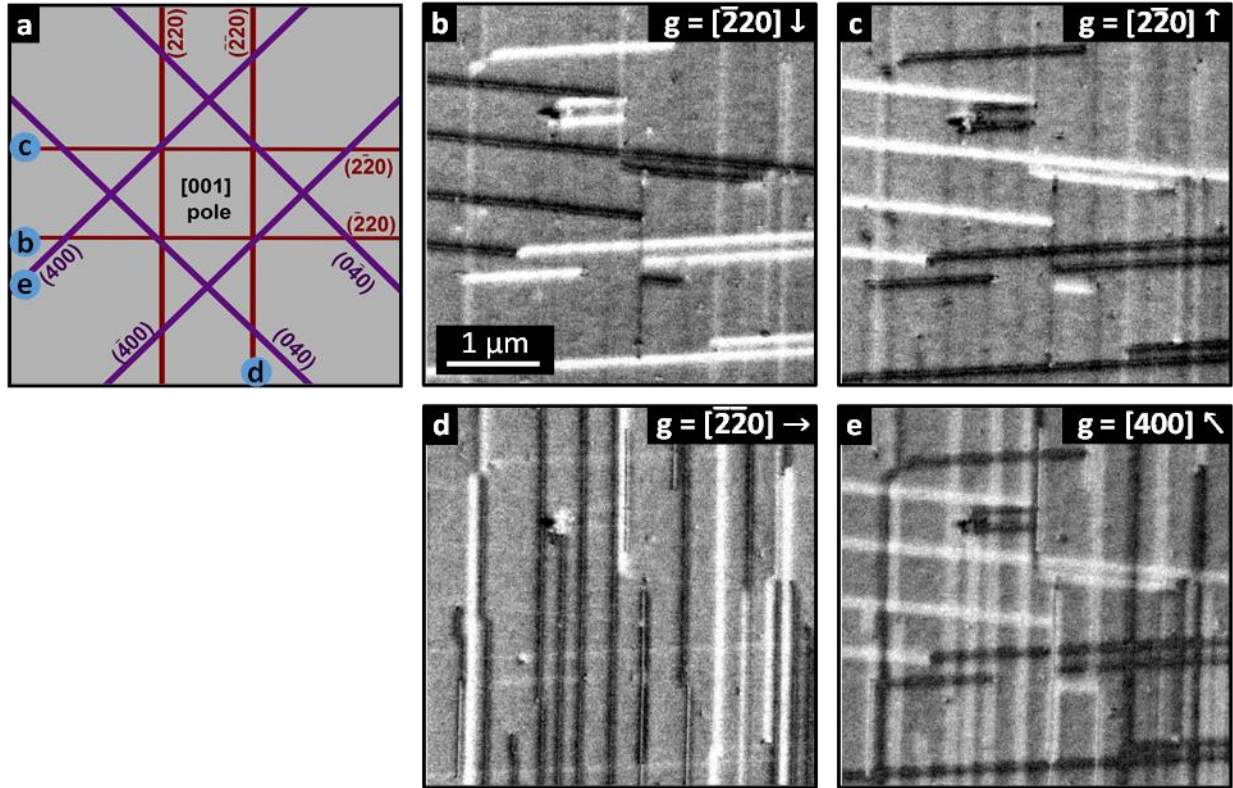 a
(220)
(2̄2̄0)
c
(22̄0)
[001]
pole
b
(2̄20)
e
(400)
(04̄0)
(4̄00)
(040)
d
b
g = [2̄20] ↓
1 µm
c
g = [22̄0] ↑
d
g = [2̄2̄0] →
e
g = [400] ↖